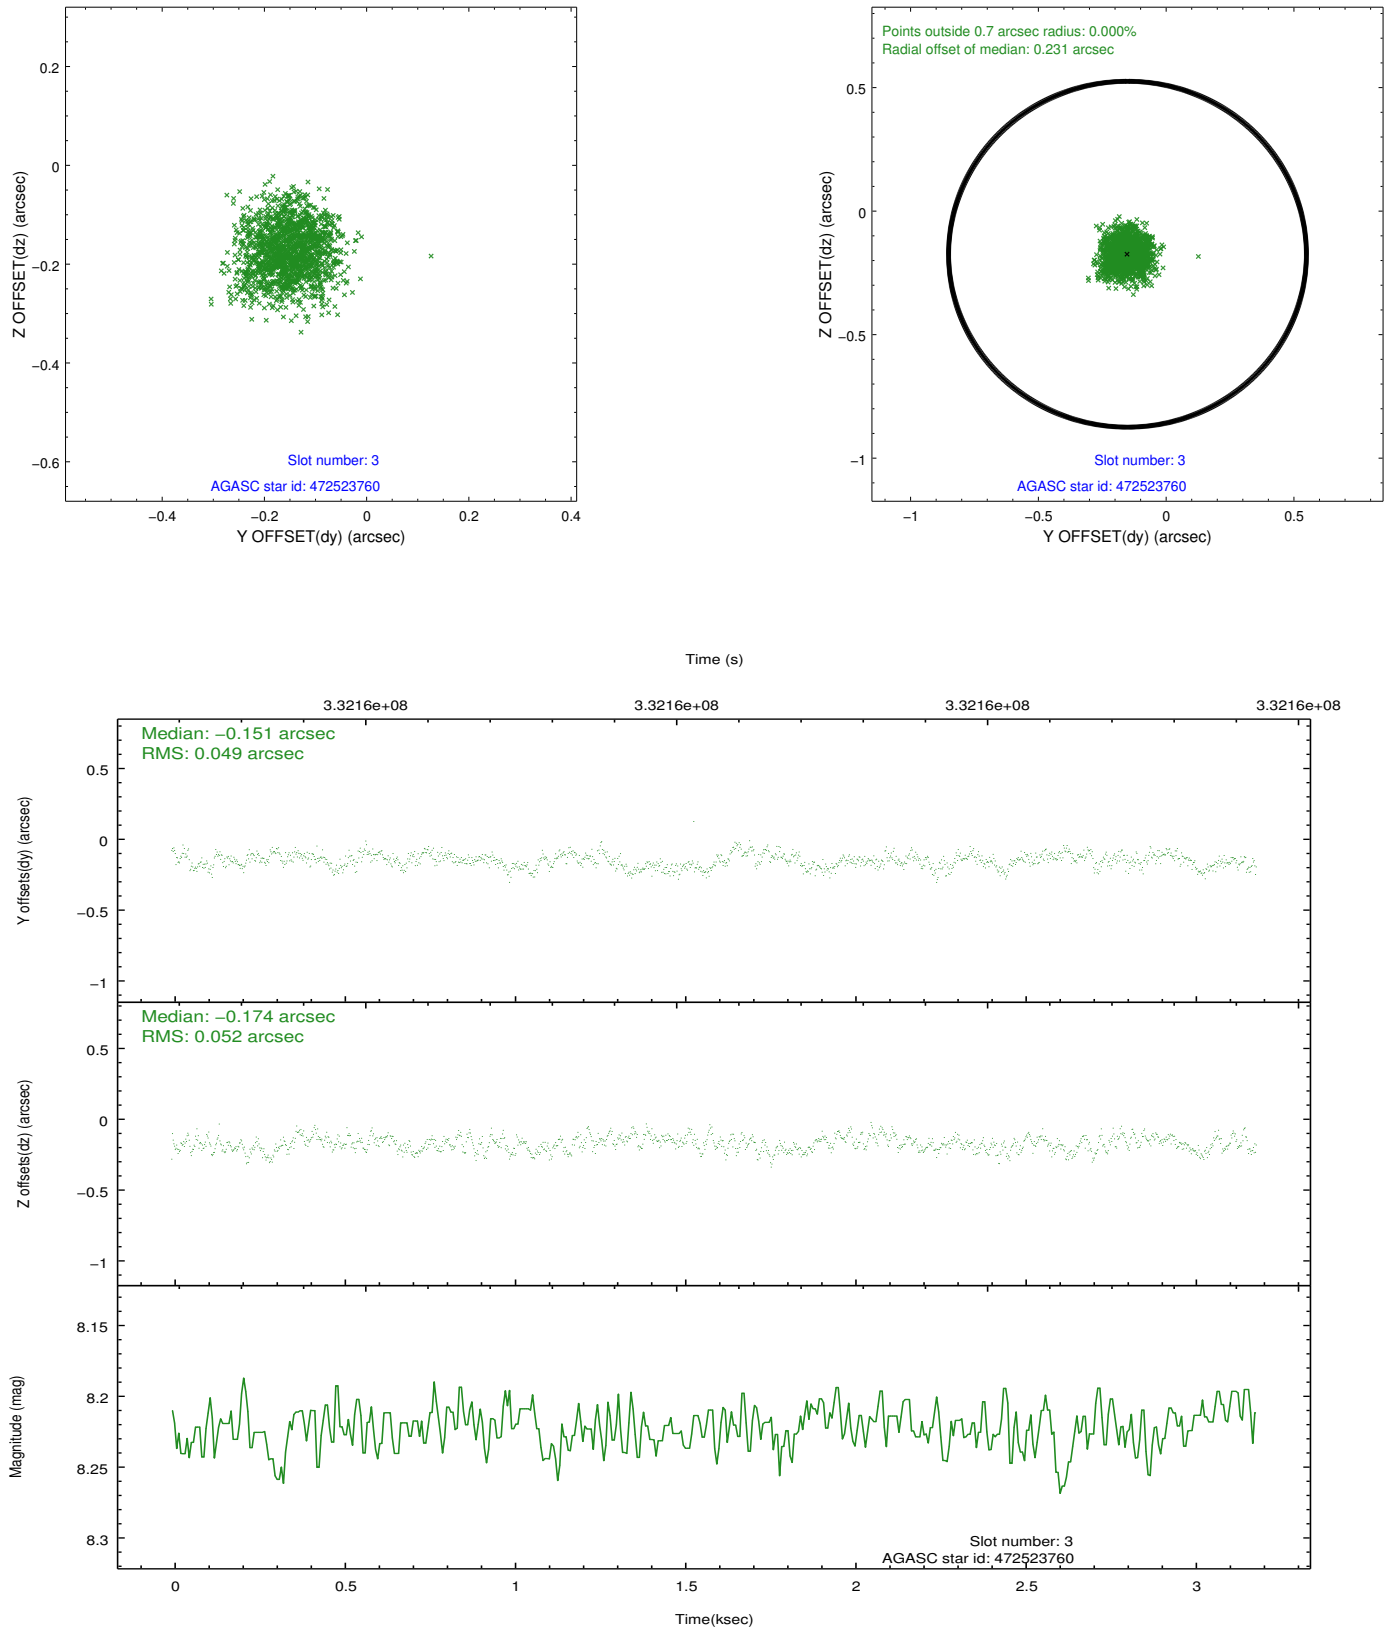 0.2
0
−0.2
−0.4
−0.6
Z OFFSET(dz) (arcsec)
Slot number: 3
AGASC star id: 472523760
−0.4
−0.2
0
0.2
0.4
Y OFFSET(dy) (arcsec)
Points outside 0.7 arcsec radius: 0.000%
Radial offset of median: 0.231 arcsec
0.5
0
−0.5
−1
Z OFFSET(dz) (arcsec)
Slot number: 3
AGASC star id: 472523760
−1
−0.5
0
0.5
Y OFFSET(dy) (arcsec)
Time (s)
3.3216e+08
3.3216e+08
3.3216e+08
3.3216e+08
Median: −0.151 arcsec
RMS: 0.049 arcsec
0.5
0
−0.5
−1
Y offsets(dy) (arcsec)
Median: −0.174 arcsec
RMS: 0.052 arcsec
0.5
0
−0.5
−1
Z offsets(dz) (arcsec)
8.15
8.2
8.25
8.3
Magnitude (mag)
Slot number: 3
AGASC star id: 472523760
0
0.5
1
1.5
2
2.5
3
Time(ksec)